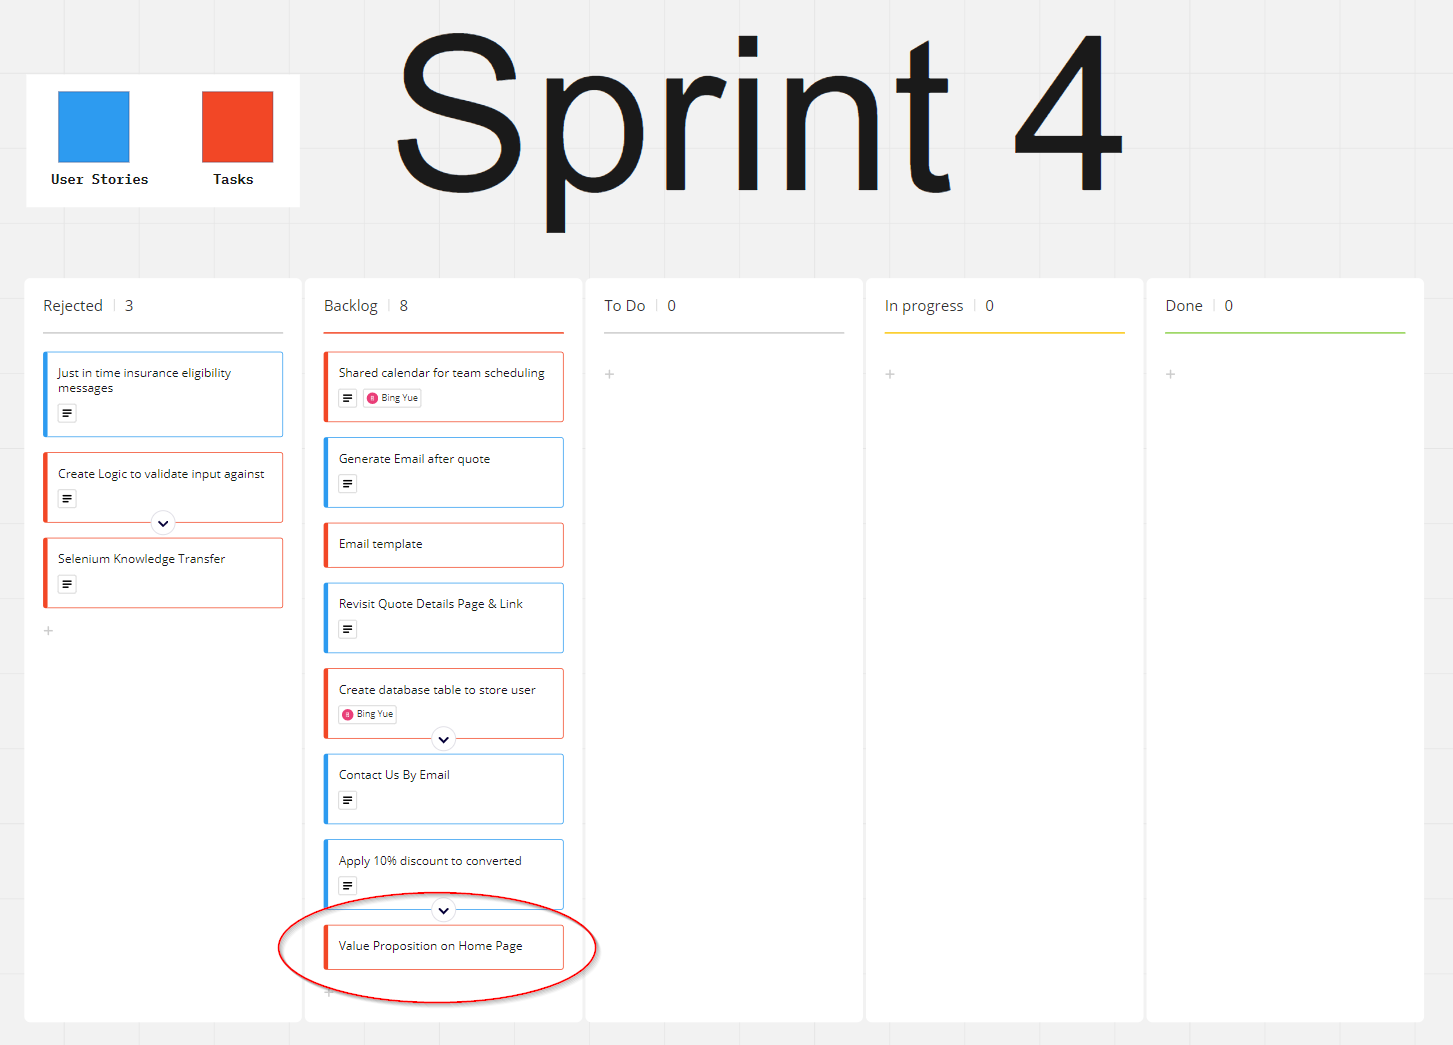 Sprint 4
User Stories
Tasks
Rejected 3
Just in time insurance eligibility
messages
Create Logic to validate input against
Selenium Knowledge Transfer
Backlog 8
Shared calendar for team scheduling
Bing Yue
Generate Email after quote
Email template
Revisit Quote Details Page & Link
Create database table to store user
Bing Yue
Contact Us By Email
Apply 10% discount to converted
Value Proposition on Home Page
To Do 0
In progress 0
Done 0